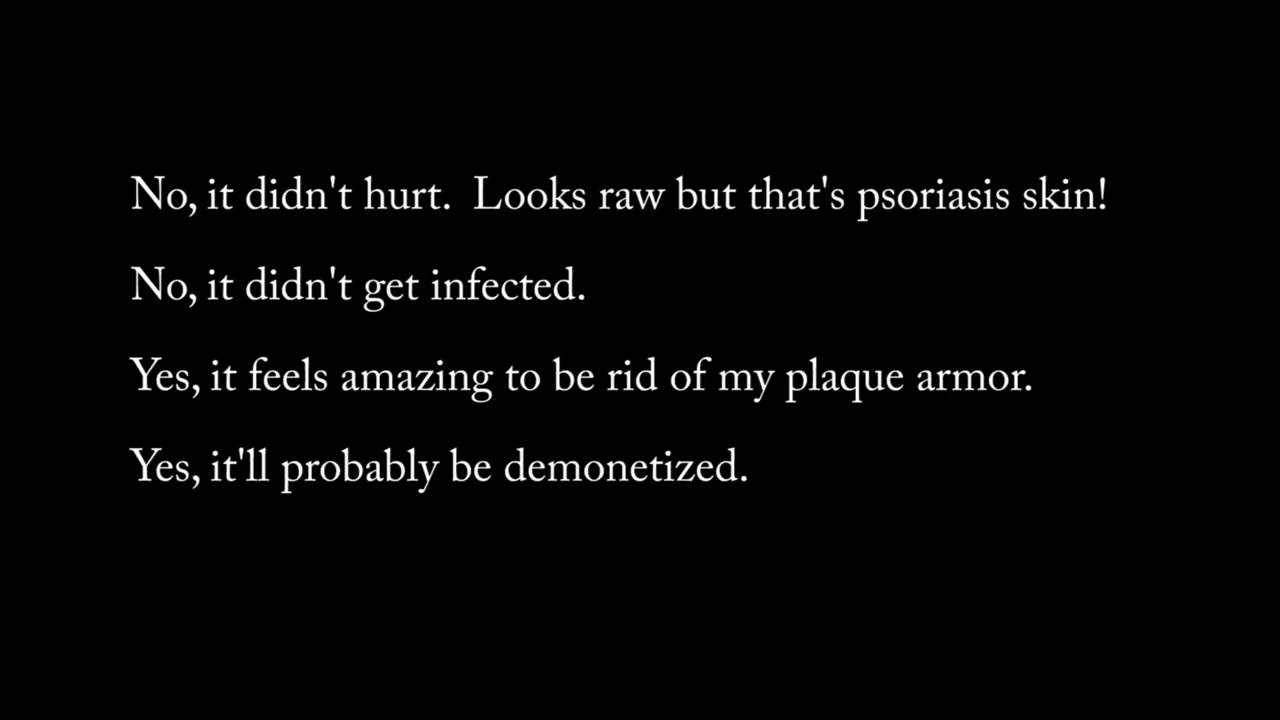 No, it didn't hurt.  Looks raw but that's psoriasis skin!
No, it didn't get infected.
Yes, it feels amazing to be rid of my plaque armor.
Yes, it'll probably be demonetized.